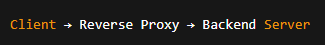 Client → Reverse Proxy → Backend Server